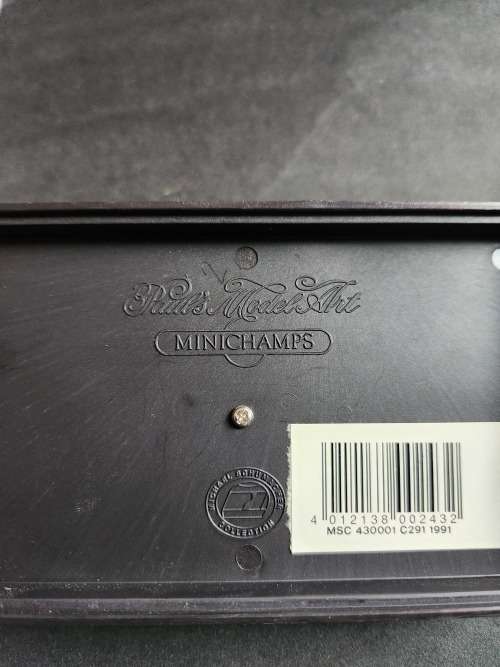 Paul's Model Art
MINICHAMPS
MICHAEL SCHUMACHER
COLLECTION
4 012138 002432
MSC 430001 C291 1991